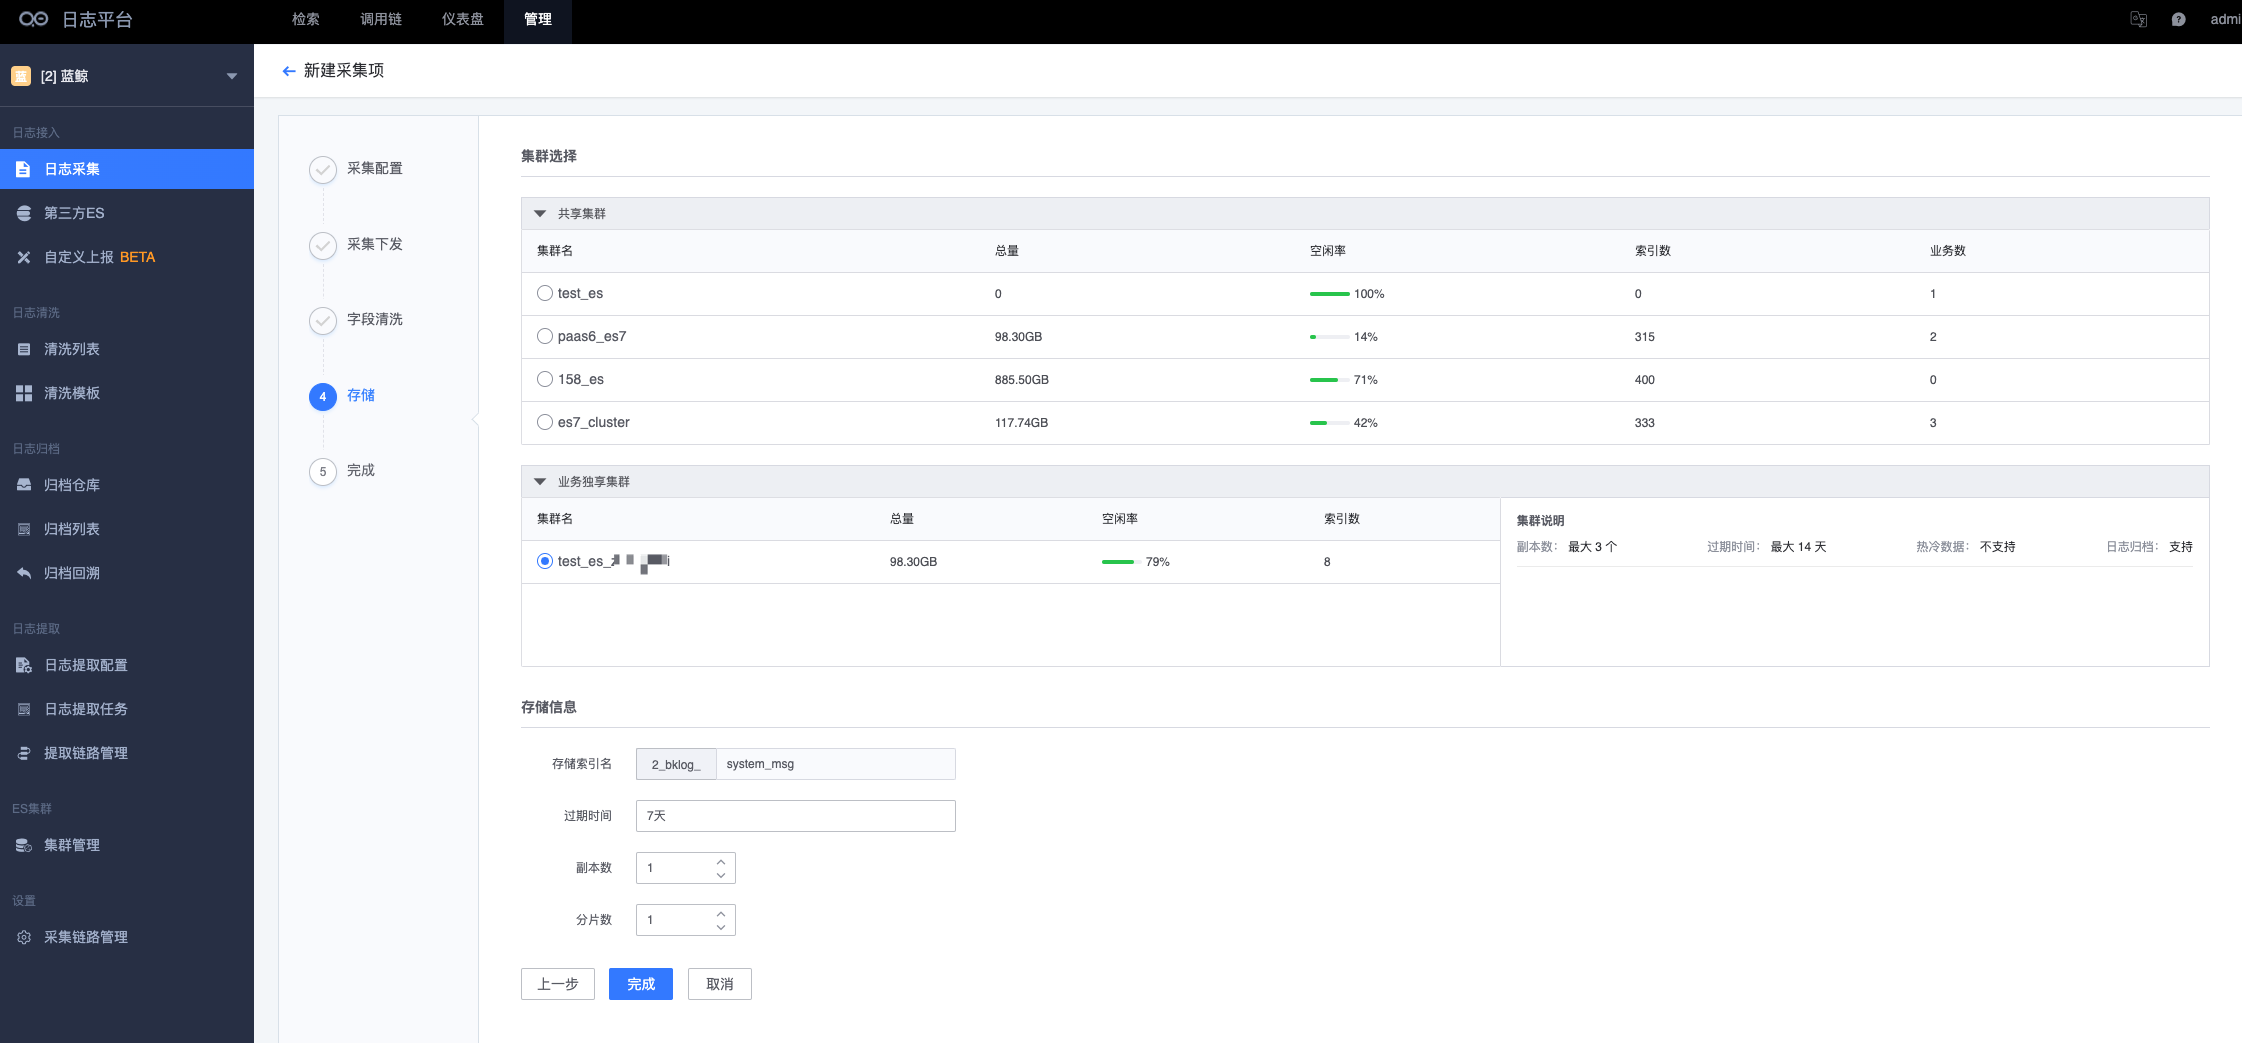 日志平台
检索 调用链 仪表盘 管理
admi
蓝 [2] 蓝鲸
新建采集项
日志接入
日志采集
第三方ES
自定义上报 BETA
日志清洗
清洗列表
清洗模板
日志归档
归档仓库
归档列表
归档回溯
日志提取
日志提取配置
日志提取任务
提取链路管理
ES集群
集群管理
设置
采集链路管理
采集配置
采集下发
字段清洗
4 存储
5 完成
集群选择
共享集群
集群名 总量 空闲率 索引数 业务数
test_es 0 100% 0 1
paas6_es7 98.30GB 14% 315 2
158_es 885.50GB 71% 400 0
es7_cluster 117.74GB 42% 333 3
业务独享集群
集群名 总量 空闲率 索引数
test_es_ 98.30GB 79% 8
集群说明
副本数： 最大 3 个 过期时间： 最大 14 天 热冷数据： 不支持 日志归档： 支持
存储信息
存储索引名 2_bklog_ system_msg
过期时间 7天
副本数 1
分片数 1
上一步 完成 取消